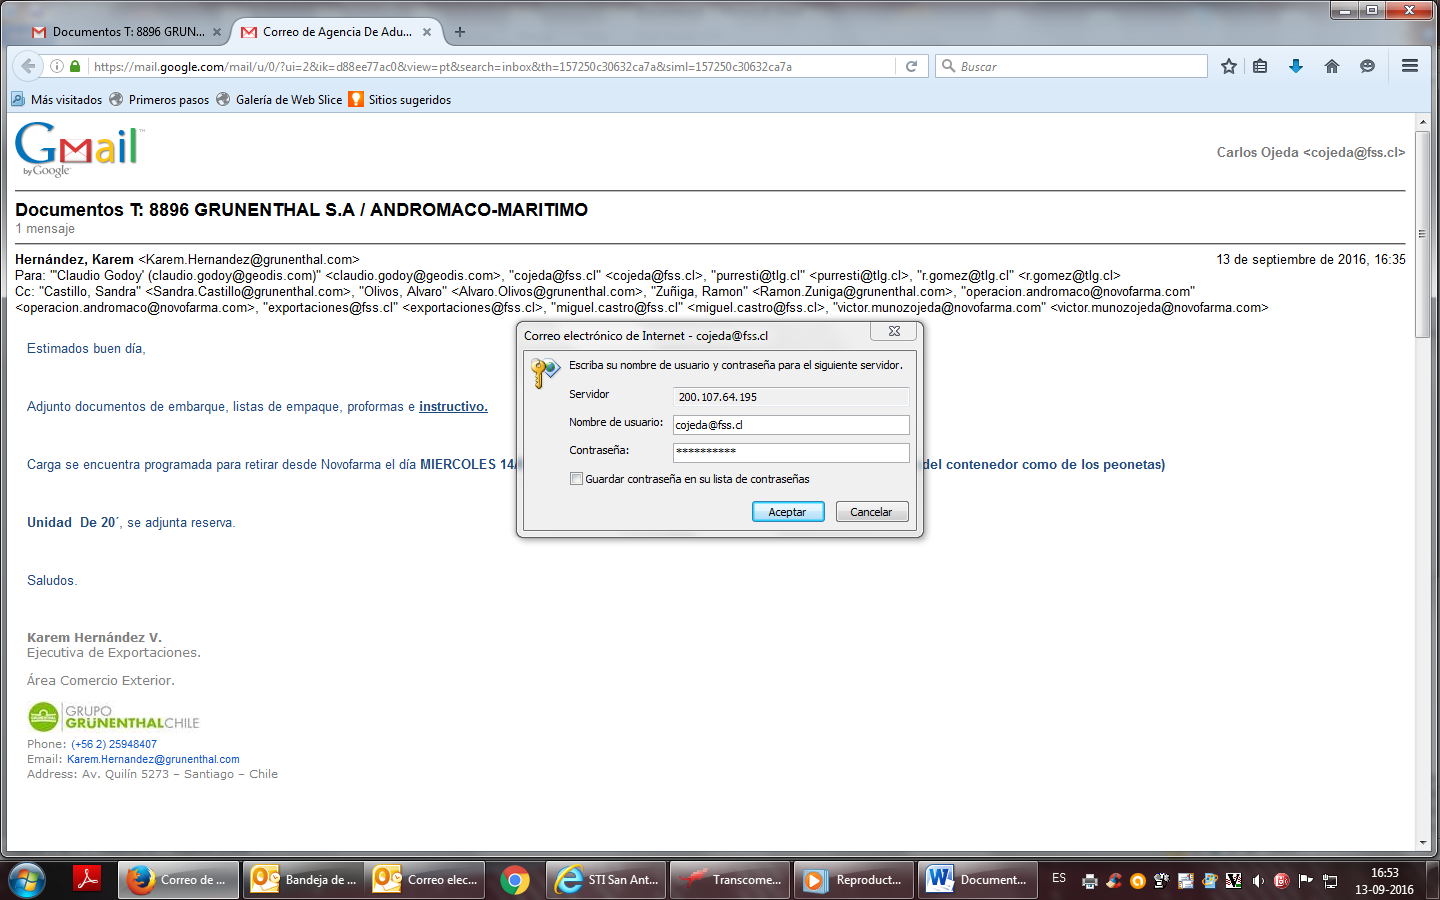 Documentos T: 8896 GRUN...
Correo de Agencia De Adu...
https://mail.google.com/mail/u/0/?ui=2&ik=d88ee77ac0&view=pt&search=inbox&th=157250c30632ca7a&siml=157250c30632ca7a
Buscar
Más visitados Primeros pasos Galería de Web Slice Sitios sugeridos
Gmail
by Google
Carlos Ojeda <cojeda@fss.cl>
Documentos T: 8896 GRUNENTHAL S.A / ANDROMACO-MARITIMO
1 mensaje
Hernández, Karem <Karem.Hernandez@grunenthal.com> 13 de septiembre de 2016, 16:35
Para: "'Claudio Godoy' (claudio.godoy@geodis.com)" <claudio.godoy@geodis.com>, "cojeda@fss.cl" <cojeda@fss.cl>, "purresti@tlg.cl" <purresti@tlg.cl>, "r.gomez@tlg.cl" <r.gomez@tlg.cl>
Cc: "Castillo, Sandra" <Sandra.Castillo@grunenthal.com>, "Olivos, Alvaro" <Alvaro.Olivos@grunenthal.com>, "Zuñiga, Ramon" <Ramon.Zuniga@grunenthal.com>, "operacion.andromaco@novofarma.com"
<operacion.andromaco@novofarma.com>, "exportaciones@fss.cl" <exportaciones@fss.cl>, "miguel.castro@fss.cl" <miguel.castro@fss.cl>, "victor.munozojeda@novofarma.com" <victor.munozojeda@novofarma.com>
Estimados buen día,
Adjunto documentos de embarque, listas de empaque, proformas e instructivo.
Carga se encuentra programada para retirar desde Novofarma el día MIERCOLES 14/ del contenedor como de los peonetas)
Unidad De 20´, se adjunta reserva.
Saludos.
Karem Hernández V.
Ejecutiva de Exportaciones.
Área Comercio Exterior.
GRUPO
GRÜNENTHAL CHILE
Phone: (+56 2) 25948407
Email: Karem.Hernandez@grunenthal.com
Address: Av. Quilín 5273 – Santiago – Chile
Correo electrónico de Internet - cojeda@fss.cl
Escriba su nombre de usuario y contraseña para el siguiente servidor.
Servidor 200.107.64.195
Nombre de usuario: cojeda@fss.cl
Contraseña: **********
Guardar contraseña en su lista de contraseñas
Aceptar Cancelar
Correo de ... Bandeja de ... Correo elec... STI San Ant... Transcome... Reproduct... Document... ES 16:53
13-09-2016